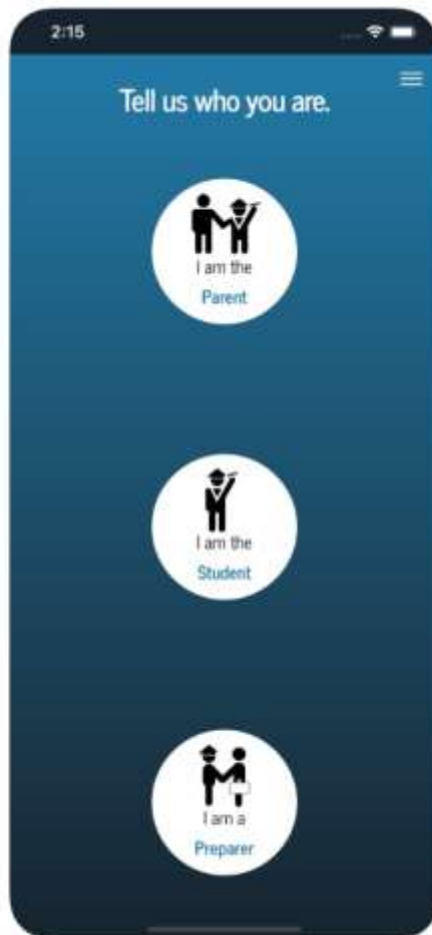 2:15
Tell us who you are.
I am the
Parent
I am the
Student
I am a
Preparer